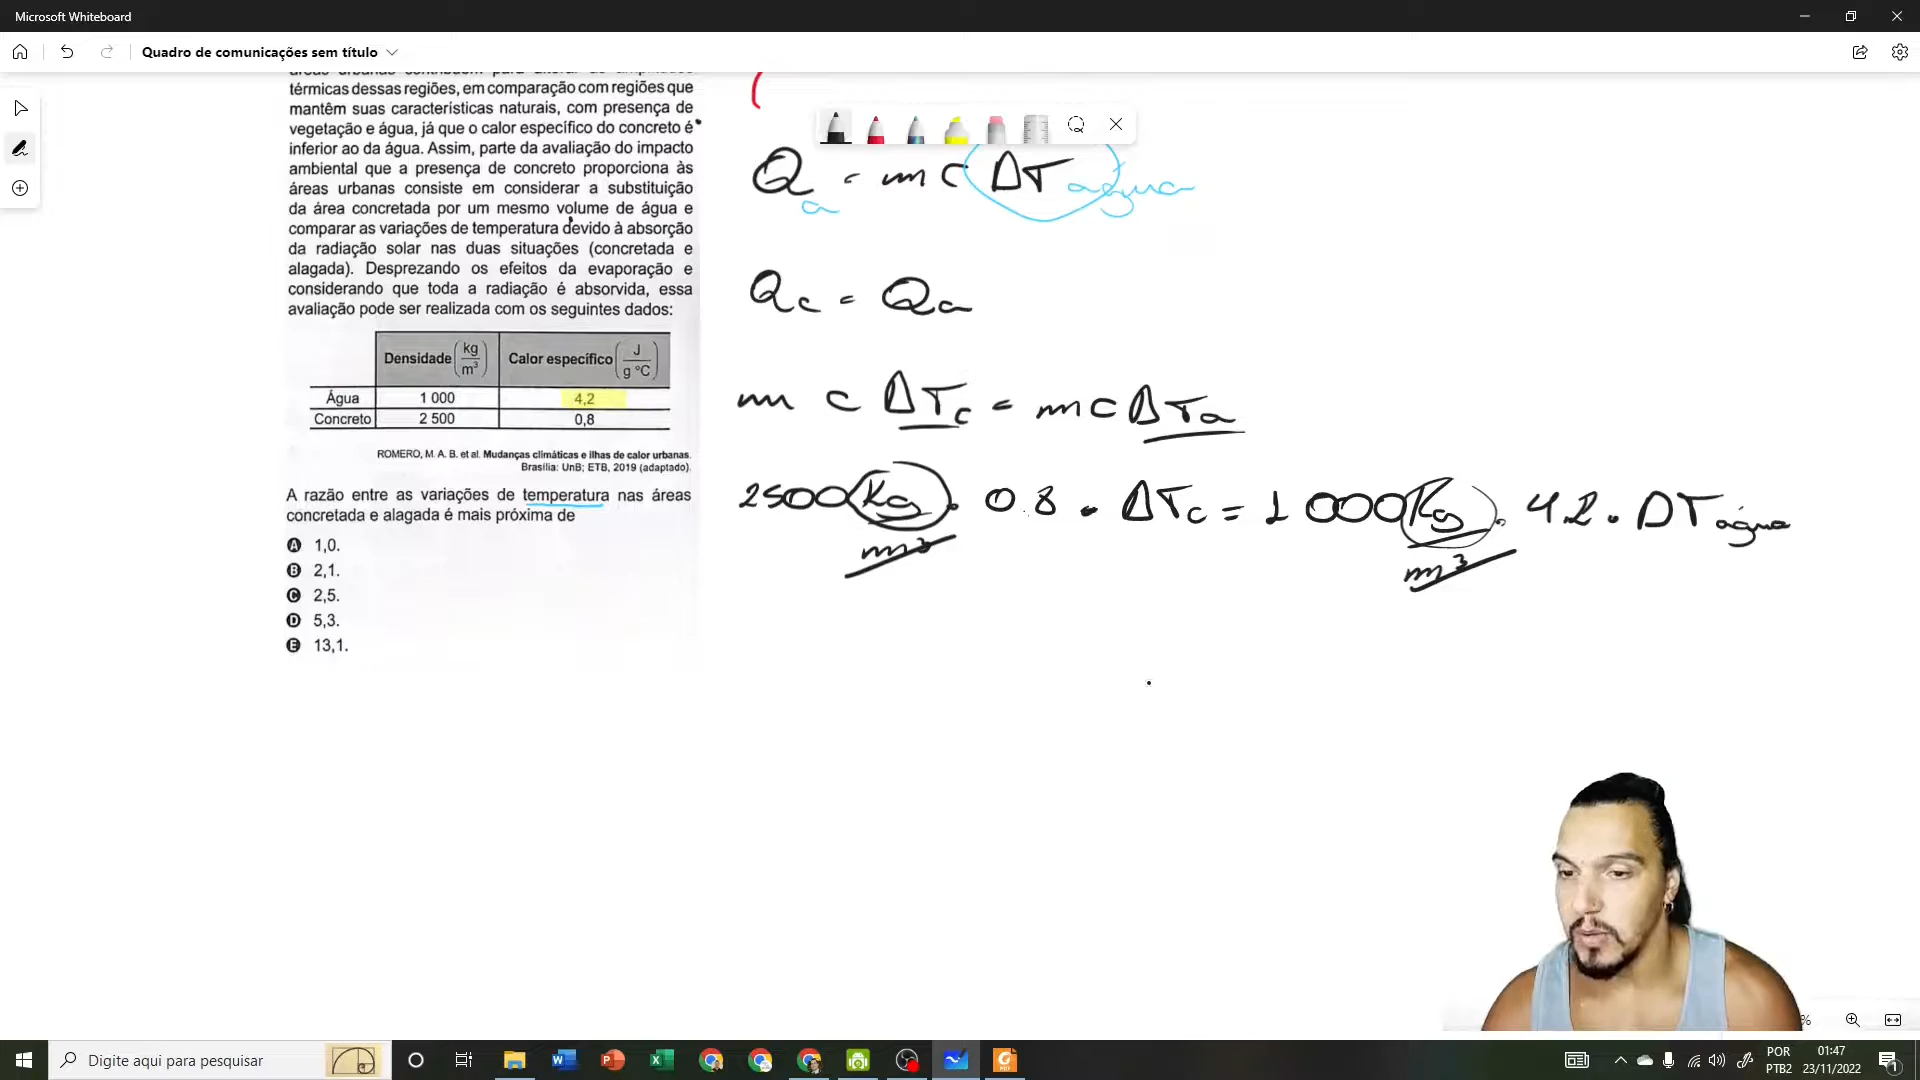 Microsoft Whiteboard
Quadro de comunicações sem título
térmicas dessas regiões, em comparação com regiões que
mantêm suas características naturais, com presença de
vegetação e água, já que o calor específico do concreto é
inferior ao da água. Assim, parte da avaliação do impacto
ambiental que a presença de concreto proporciona às
áreas urbanas consiste em considerar a substituição
da área concretada por um mesmo volume de água e
comparar as variações de temperatura devido à absorção
da radiação solar nas duas situações (concretada e
alagada). Desprezando os efeitos da evaporação e
considerando que toda a radiação é absorvida, essa
avaliação pode ser realizada com os seguintes dados:
Densidade (kg/m³) Calor específico (J/g °C)
Água 1 000 4,2
Concreto 2 500 0,8
ROMERO, M. A. B. et al. Mudanças climáticas e ilhas de calor urbanas.
Brasília: UnB; ETB, 2019 (adaptado).
A razão entre as variações de temperatura nas áreas
concretada e alagada é mais próxima de
A 1,0.
B 2,1.
C 2,5.
D 5,3.
E 13,1.
Qa = m c ΔT água
Qc = Qa
m c ΔTc = m c ΔTa
2500 Kg/m³ . 0.8 . ΔTc = 1 000 Kg/m³ . 4.2 . ΔT água
%
Digite aqui para pesquisar
POR
PTB2
01:47
23/11/2022
1